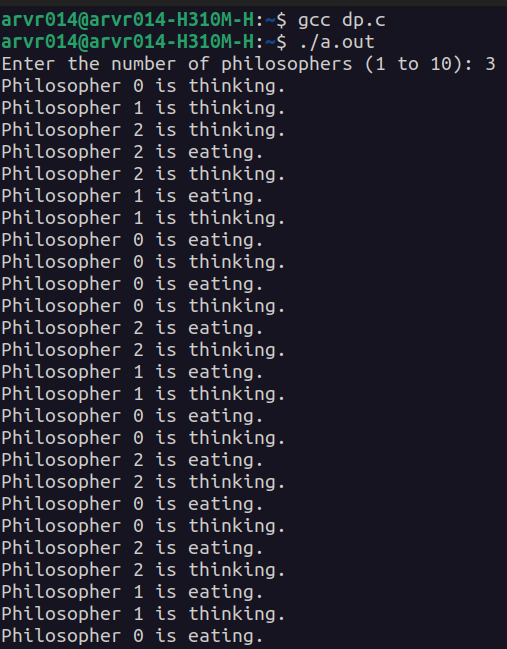 arvr014@arvr014-H310M-H:~$ gcc dp.c
arvr014@arvr014-H310M-H:~$ ./a.out
Enter the number of philosophers (1 to 10): 3
Philosopher 0 is thinking.
Philosopher 1 is thinking.
Philosopher 2 is thinking.
Philosopher 2 is eating.
Philosopher 2 is thinking.
Philosopher 1 is eating.
Philosopher 1 is thinking.
Philosopher 0 is eating.
Philosopher 0 is thinking.
Philosopher 0 is eating.
Philosopher 0 is thinking.
Philosopher 2 is eating.
Philosopher 2 is thinking.
Philosopher 1 is eating.
Philosopher 1 is thinking.
Philosopher 0 is eating.
Philosopher 0 is thinking.
Philosopher 2 is eating.
Philosopher 2 is thinking.
Philosopher 0 is eating.
Philosopher 0 is thinking.
Philosopher 2 is eating.
Philosopher 2 is thinking.
Philosopher 1 is eating.
Philosopher 1 is thinking.
Philosopher 0 is eating.